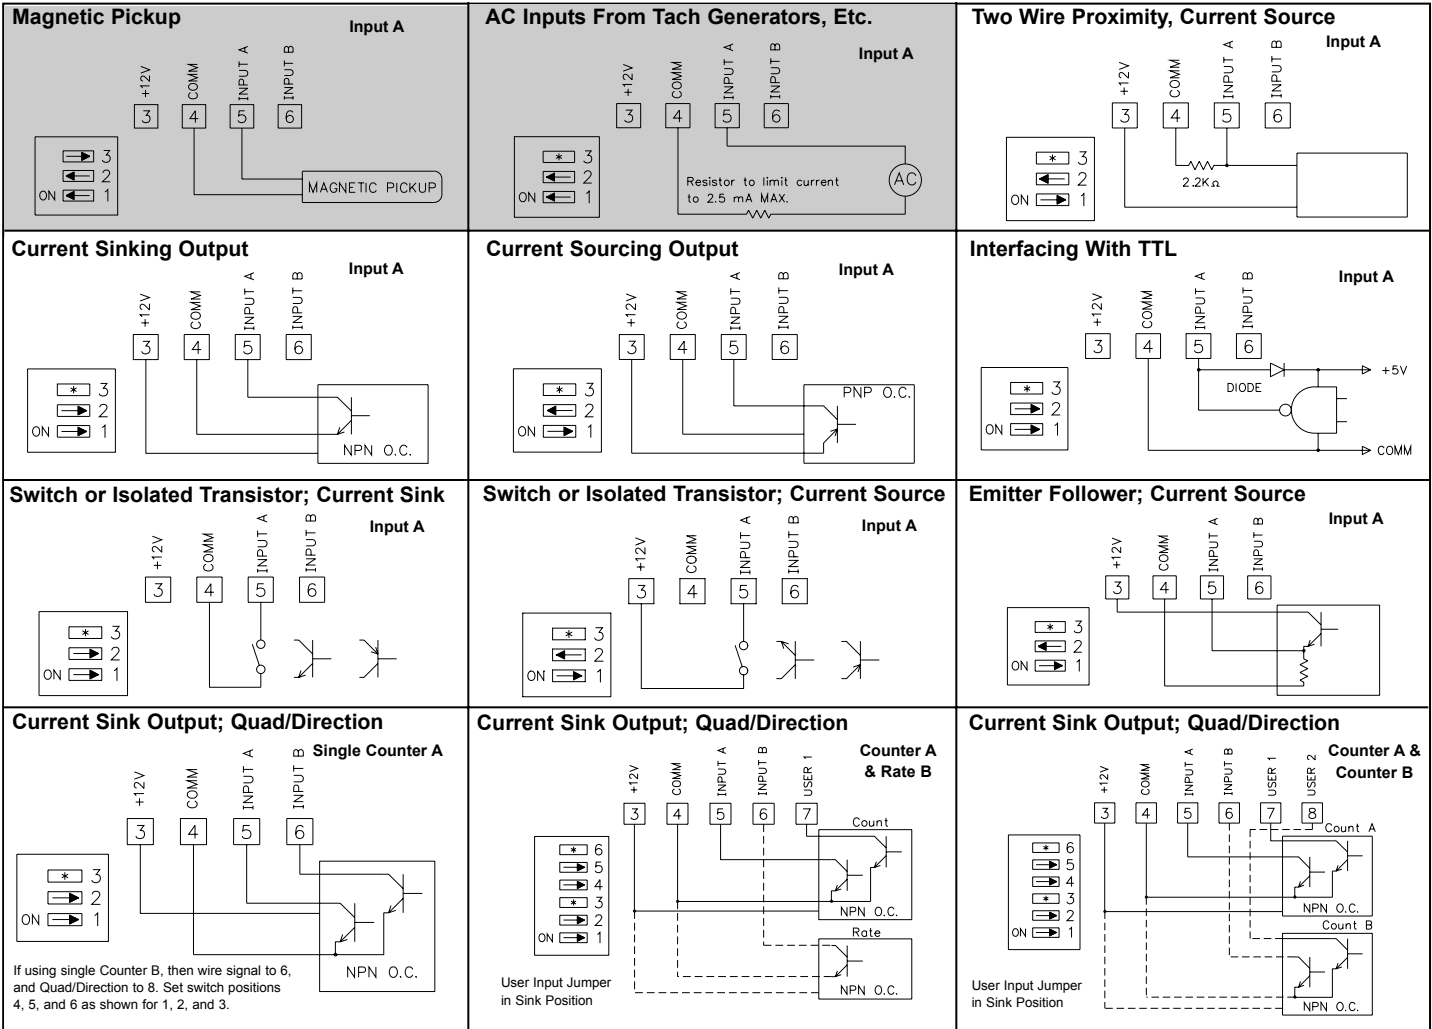 Magnetic Pickup
Input A
+12V COMM INPUT A INPUT B
3 4 5 6
3
2
ON 1
MAGNETIC PICKUP
AC Inputs From Tach Generators, Etc.
Input A
+12V COMM INPUT A INPUT B
3 4 5 6
* 3
2
ON 1
Resistor to limit current
to 2.5 mA MAX.
AC
Two Wire Proximity, Current Source
Input A
+12V COMM INPUT A INPUT B
3 4 5 6
* 3
2
ON 1
2.2KΩ
Current Sinking Output
Input A
+12V COMM INPUT A INPUT B
3 4 5 6
* 3
2
ON 1
NPN O.C.
Current Sourcing Output
Input A
+12V COMM INPUT A INPUT B
3 4 5 6
* 3
2
ON 1
PNP O.C.
Interfacing With TTL
Input A
+12V COMM INPUT A INPUT B
3 4 5 6
* 3
2
ON 1
DIODE
+5V
COMM
Switch or Isolated Transistor; Current Sink
Input A
+12V COMM INPUT A INPUT B
3 4 5 6
* 3
2
ON 1
Switch or Isolated Transistor; Current Source
Input A
+12V COMM INPUT A INPUT B
3 4 5 6
* 3
2
ON 1
Emitter Follower; Current Source
Input A
+12V COMM INPUT A INPUT B
3 4 5 6
* 3
2
ON 1
Current Sink Output; Quad/Direction
Single Counter A
+12V COMM INPUT A INPUT B
3 4 5 6
* 3
2
ON 1
NPN O.C.
If using single Counter B, then wire signal to 6,
and Quad/Direction to 8. Set switch positions
4, 5, and 6 as shown for 1, 2, and 3.
Current Sink Output; Quad/Direction
Counter A
& Rate B
+12V COMM INPUT A INPUT B USER 1
3 4 5 6 7
Count
* 6
5
4
* 3
2
ON 1
NPN O.C.
Rate
NPN O.C.
User Input Jumper
in Sink Position
Current Sink Output; Quad/Direction
Counter A &
Counter B
+12V COMM INPUT A INPUT B USER 1 USER 2
3 4 5 6 7 8
Count A
* 6
5
4
* 3
2
ON 1
NPN O.C.
Count B
NPN O.C.
User Input Jumper
in Sink Position